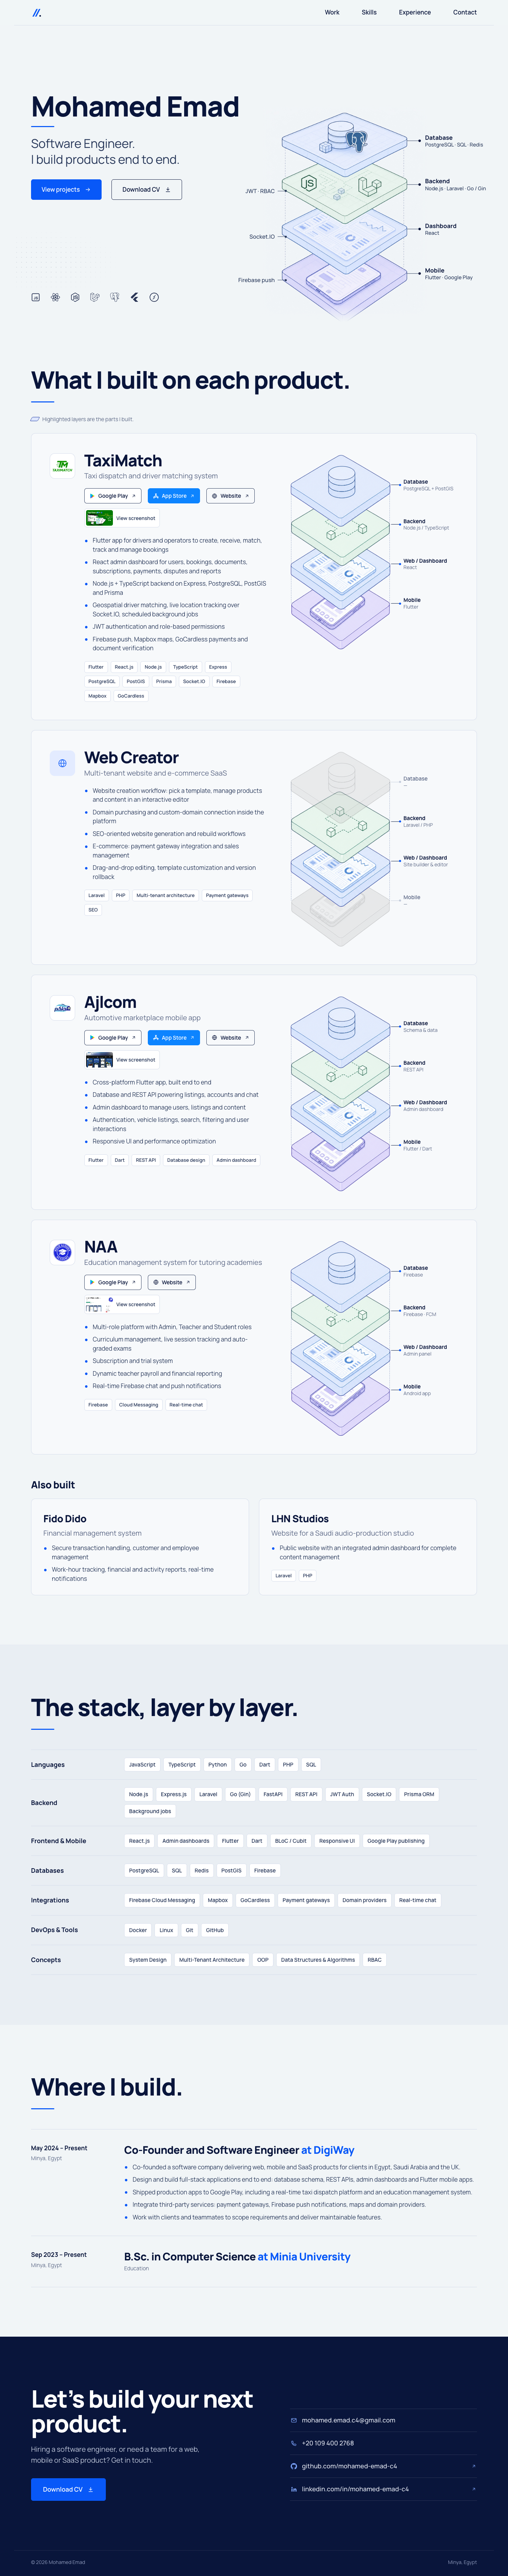 Work Skills Experience Contact
Mohamed Emad
Software Engineer.
I build products end to end.
View projects
Download CV
Database
PostgreSQL · SQL · Redis
Backend
Node.js · Laravel · Go / Gin
JWT · RBAC
Dashboard
React
Socket.IO
Mobile
Flutter · Google Play
Firebase push
What I built on each product.
Highlighted layers are the parts I built.
TaxiMatch
Taxi dispatch and driver matching system
Google Play
App Store
Website
View screenshot
Flutter app for drivers and operators to create, receive, match,
track and manage bookings
React admin dashboard for users, bookings, documents,
subscriptions, payments, disputes and reports
Node.js + TypeScript backend on Express, PostgreSQL, PostGIS
and Prisma
Geospatial driver matching, live location tracking over
Socket.IO, scheduled background jobs
JWT authentication and role-based permissions
Firebase push, Mapbox maps, GoCardless payments and
document verification
Flutter React.js Node.js TypeScript Express
PostgreSQL PostGIS Prisma Socket.IO Firebase
Mapbox GoCardless
Database
PostgreSQL + PostGIS
Backend
Node.js / TypeScript
Web / Dashboard
React
Mobile
Flutter
Web Creator
Multi-tenant website and e-commerce SaaS
Website creation workflow: pick a template, manage products
and content in an interactive editor
Domain purchasing and custom-domain connection inside the
platform
SEO-oriented website generation and rebuild workflows
E-commerce: payment gateway integration and sales
management
Drag-and-drop editing, template customization and version
rollback
Laravel PHP Multi-tenant architecture Payment gateways
SEO
Database
—
Backend
Laravel / PHP
Web / Dashboard
Site builder & editor
Mobile
—
Ajlcom
Automotive marketplace mobile app
Google Play
App Store
Website
View screenshot
Cross-platform Flutter app, built end to end
Database and REST API powering listings, accounts and chat
Admin dashboard to manage users, listings and content
Authentication, vehicle listings, search, filtering and user
interactions
Responsive UI and performance optimization
Flutter Dart REST API Database design Admin dashboard
Database
Schema & data
Backend
REST API
Web / Dashboard
Admin dashboard
Mobile
Flutter / Dart
NAA
Education management system for tutoring academies
Google Play
Website
View screenshot
Multi-role platform with Admin, Teacher and Student roles
Curriculum management, live session tracking and auto-
graded exams
Subscription and trial system
Dynamic teacher payroll and financial reporting
Real-time Firebase chat and push notifications
Firebase Cloud Messaging Real-time chat
Database
Firebase
Backend
Firebase · FCM
Web / Dashboard
Admin panel
Mobile
Android app
Also built
Fido Dido
Financial management system
Secure transaction handling, customer and employee
management
Work-hour tracking, financial and activity reports, real-time
notifications
LHN Studios
Website for a Saudi audio-production studio
Public website with an integrated admin dashboard for complete
content management
Laravel PHP
The stack, layer by layer.
Languages
JavaScript TypeScript Python Go Dart PHP SQL
Backend
Node.js Express.js Laravel Go (Gin) FastAPI REST API JWT Auth Socket.IO Prisma ORM
Background jobs
Frontend & Mobile
React.js Admin dashboards Flutter Dart BLoC / Cubit Responsive UI Google Play publishing
Databases
PostgreSQL SQL Redis PostGIS Firebase
Integrations
Firebase Cloud Messaging Mapbox GoCardless Payment gateways Domain providers Real-time chat
DevOps & Tools
Docker Linux Git GitHub
Concepts
System Design Multi-Tenant Architecture OOP Data Structures & Algorithms RBAC
Where I build.
May 2024 – Present
Minya, Egypt
Co-Founder and Software Engineer at DigiWay
Co-founded a software company delivering web, mobile and SaaS products for clients in Egypt, Saudi Arabia and the UK.
Design and build full-stack applications end to end: database schema, REST APIs, admin dashboards and Flutter mobile apps.
Shipped production apps to Google Play, including a real-time taxi dispatch platform and an education management system.
Integrate third-party services: payment gateways, Firebase push notifications, maps and domain providers.
Work with clients and teammates to scope requirements and deliver maintainable features.
Sep 2023 – Present
Minya, Egypt
B.Sc. in Computer Science at Minia University
Education
Let's build your next
product.
Hiring a software engineer, or need a team for a web,
mobile or SaaS product? Get in touch.
Download CV
mohamed.emad.c4@gmail.com
+20 109 400 2768
github.com/mohamed-emad-c4
linkedin.com/in/mohamed-emad-c4
© 2026 Mohamed Emad
Minya, Egypt